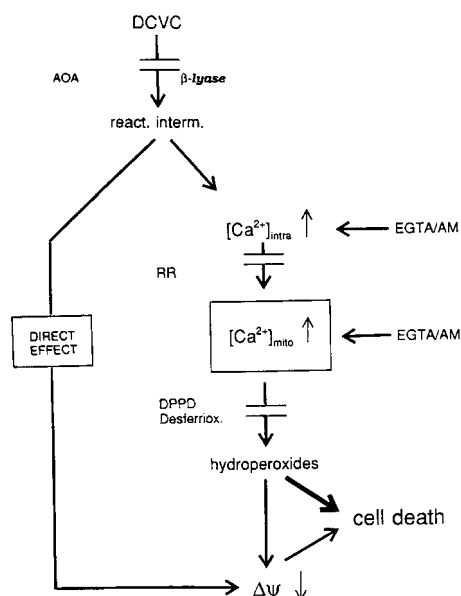 DCVC
AOA
β-lyase
react. interm.
[Ca²⁺]intra ↑
EGTA/AM
RR
DIRECT
EFFECT
[Ca²⁺]mito ↑
EGTA/AM
DPPD
Desferriox.
hydroperoxides
cell death
ΔΨ ↓